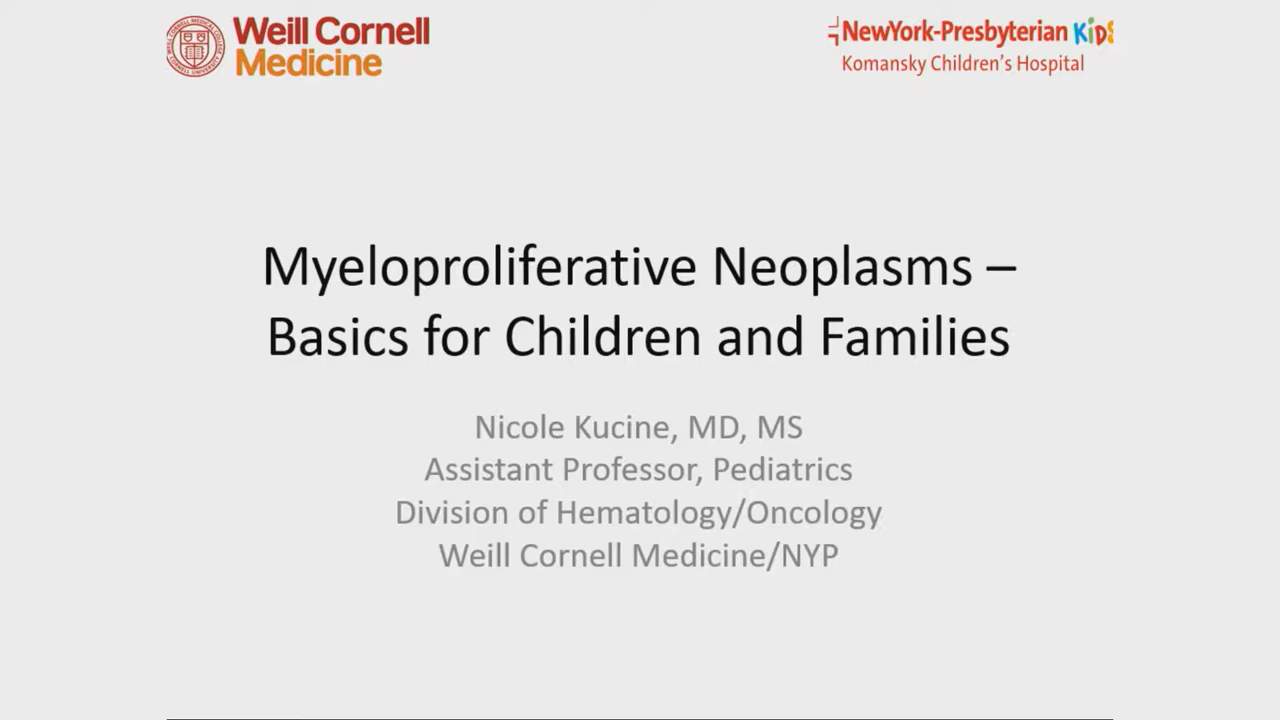 Weill Cornell
Medicine
NewYork-Presbyterian KiDS
Komansky Children's Hospital
Myeloproliferative Neoplasms –
Basics for Children and Families
Nicole Kucine, MD, MS
Assistant Professor, Pediatrics
Division of Hematology/Oncology
Weill Cornell Medicine/NYP